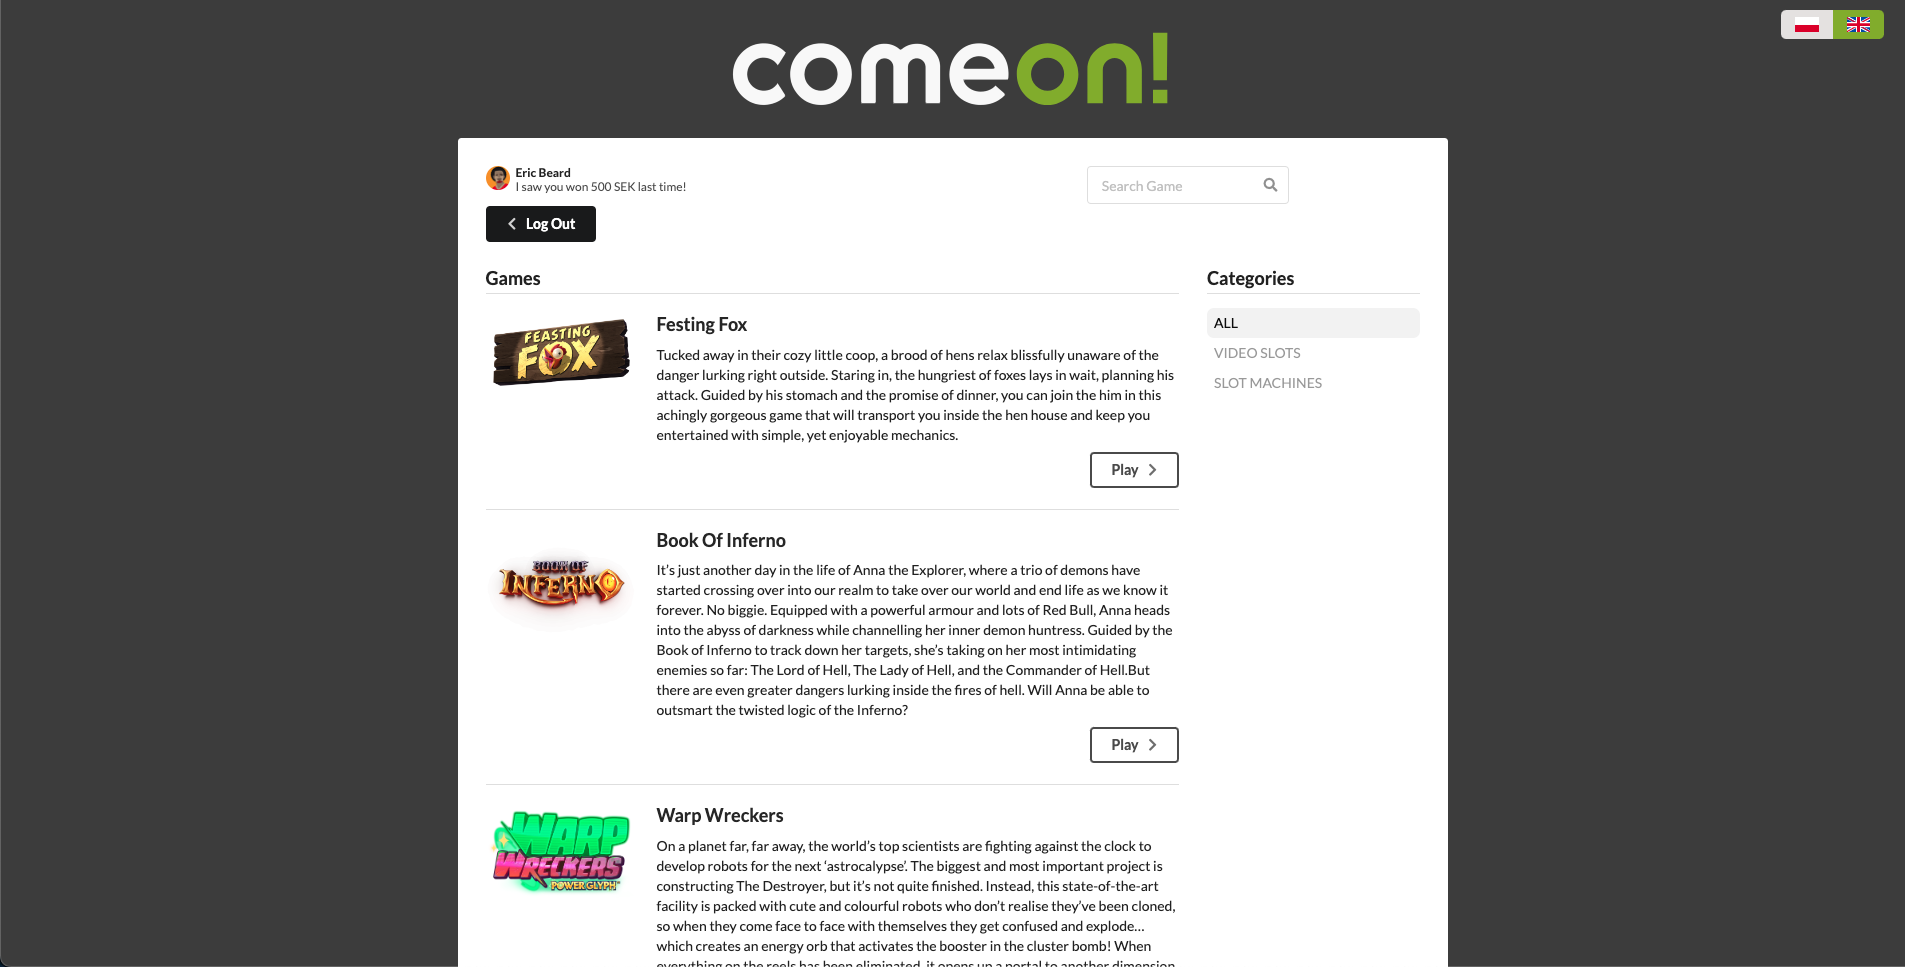 comeon!
Eric Beard
I saw you won 500 SEK last time!
Search Game
Log Out
Games
Categories
FEASTING
FOX
Festing Fox
Tucked away in their cozy little coop, a brood of hens relax blissfully unaware of the
danger lurking right outside. Staring in, the hungriest of foxes lays in wait, planning his
attack. Guided by his stomach and the promise of dinner, you can join the him in this
achingly gorgeous game that will transport you inside the hen house and keep you
entertained with simple, yet enjoyable mechanics.
Play
ALL
VIDEO SLOTS
SLOT MACHINES
BOOK OF
INFERNO
Book Of Inferno
It’s just another day in the life of Anna the Explorer, where a trio of demons have
started crossing over into our realm to take over our world and end life as we know it
forever. No biggie. Equipped with a powerful armour and lots of Red Bull, Anna heads
into the abyss of darkness while channelling her inner demon huntress. Guided by the
Book of Inferno to track down her targets, she’s taking on her most intimidating
enemies so far: The Lord of Hell, The Lady of Hell, and the Commander of Hell.But
there are even greater dangers lurking inside the fires of hell. Will Anna be able to
outsmart the twisted logic of the Inferno?
Play
WARP
WRECKERS
POWER GLYPH™
Warp Wreckers
On a planet far, far away, the world’s top scientists are fighting against the clock to
develop robots for the next ‘astrocalypse’. The biggest and most important project is
constructing The Destroyer, but it’s not quite finished. Instead, this state-of-the-art
facility is packed with cute and colourful robots who don’t realise they’ve been cloned,
so when they come face to face with themselves they get confused and explode…
which creates an energy orb that activates the booster in the cluster bomb! When
everything on the reels has been eliminated, it opens up a portal to another dimension